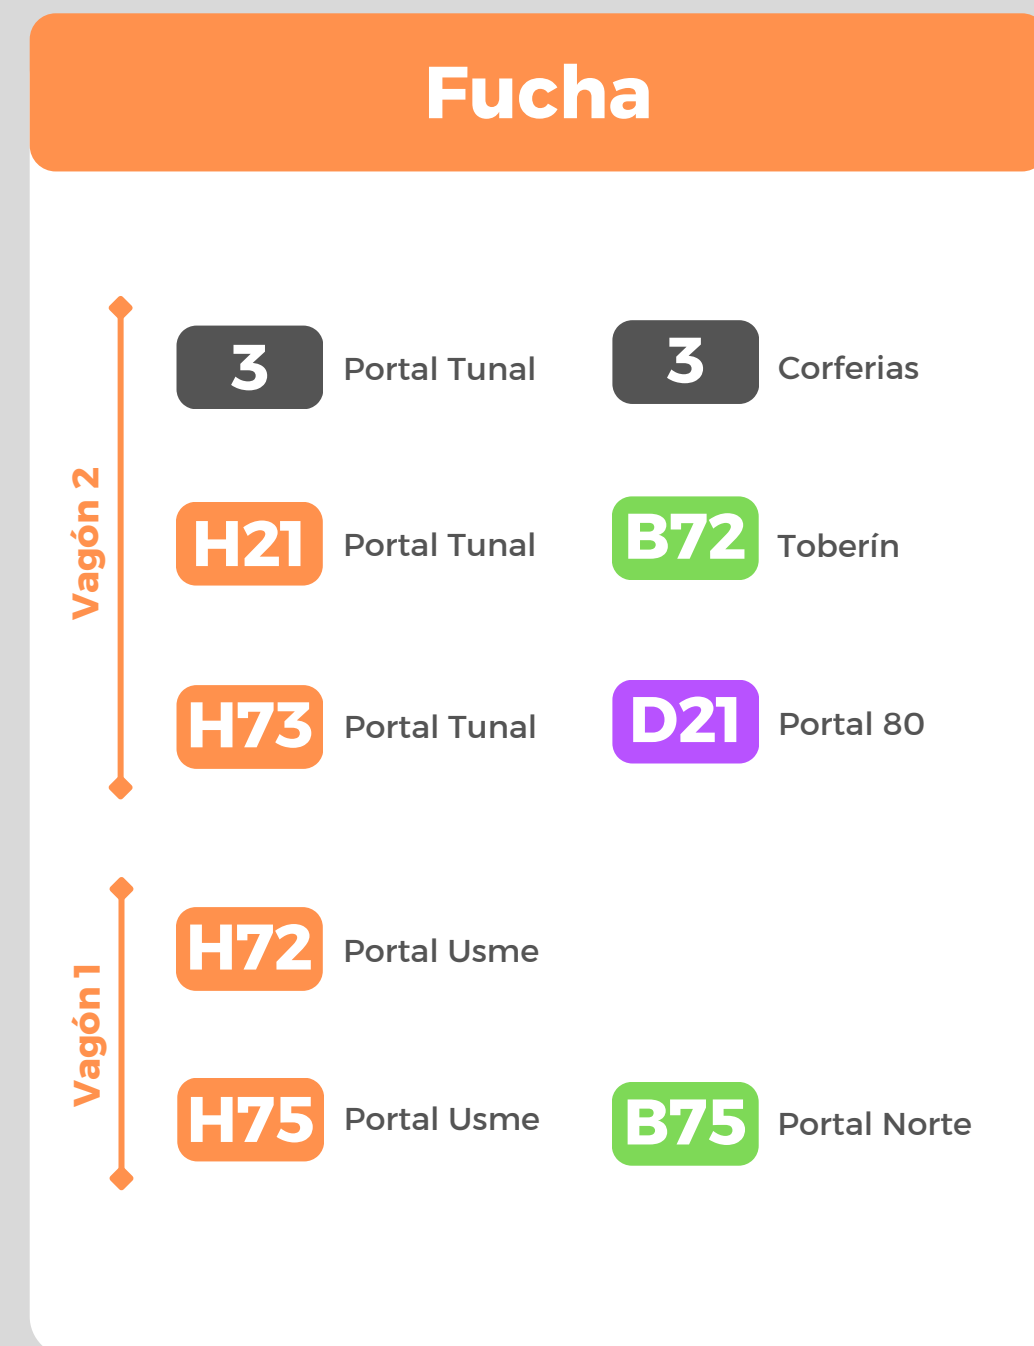 Fucha
Vagón 2
3 Portal Tunal 3 Corferias
H21 Portal Tunal B72 Toberín
H73 Portal Tunal D21 Portal 80
Vagón 1
H72 Portal Usme
H75 Portal Usme B75 Portal Norte